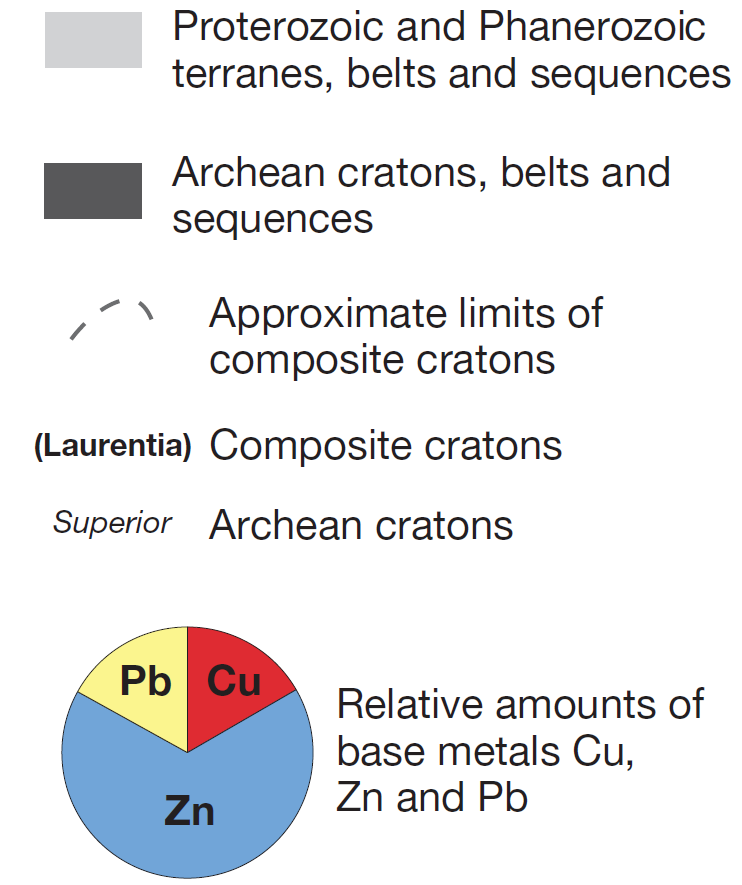 Proterozoic and Phanerozoic
terranes, belts and sequences
Archean cratons, belts and
sequences
Approximate limits of
composite cratons
(Laurentia) Composite cratons
Superior Archean cratons
Pb Cu
Zn
Relative amounts of
base metals Cu,
Zn and Pb